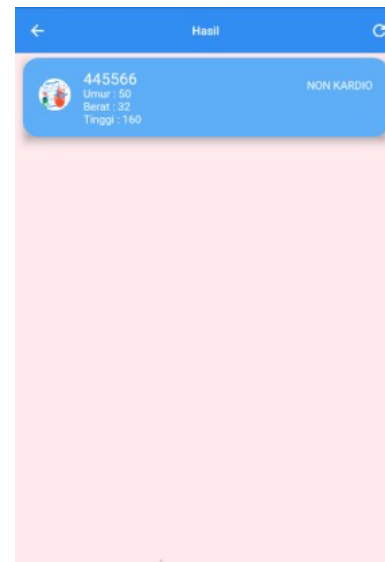 Hasil
445566
NON KARDIO
Umur : 50
Berat : 32
Tinggi : 160